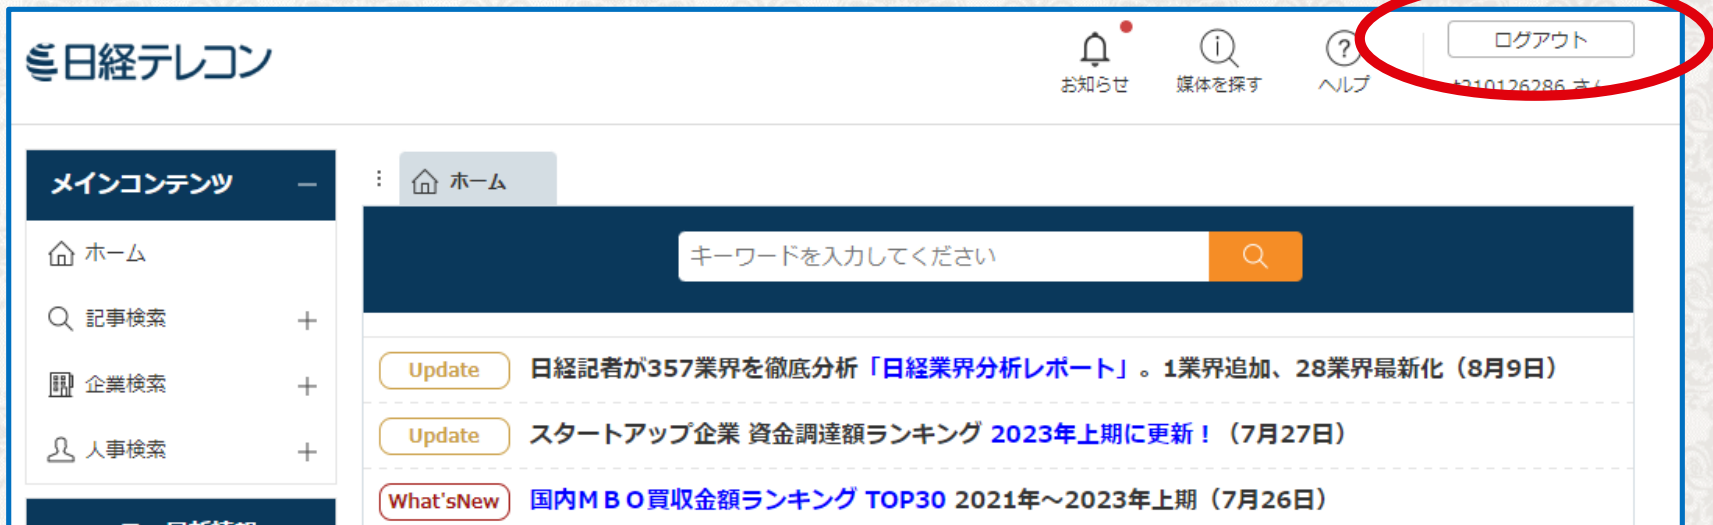 日経テレコン
お知らせ
媒体を探す
ヘルプ
ログアウト
t210126286 さん
メインコンテンツ
ホーム
記事検索
企業検索
人事検索
ホーム
キーワードを入力してください
Update 日経記者が357業界を徹底分析「日経業界分析レポート」。1業界追加、28業界最新化（8月9日）
Update スタートアップ企業 資金調達額ランキング 2023年上期に更新！（7月27日）
What'sNew 国内ＭＢＯ買収金額ランキング TOP30 2021年～2023年上期（7月26日）